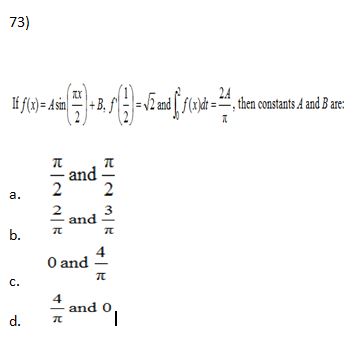 73)
If f(x) = A sin(πx/2) + B, f'(1/2) = √2 and ∫₀² f(x)dx = 2A/π, then constants A and B are:
a. π/2 and π/2
b. 2/π and 3/π
c. 0 and 4/π
d. 4/π and 0